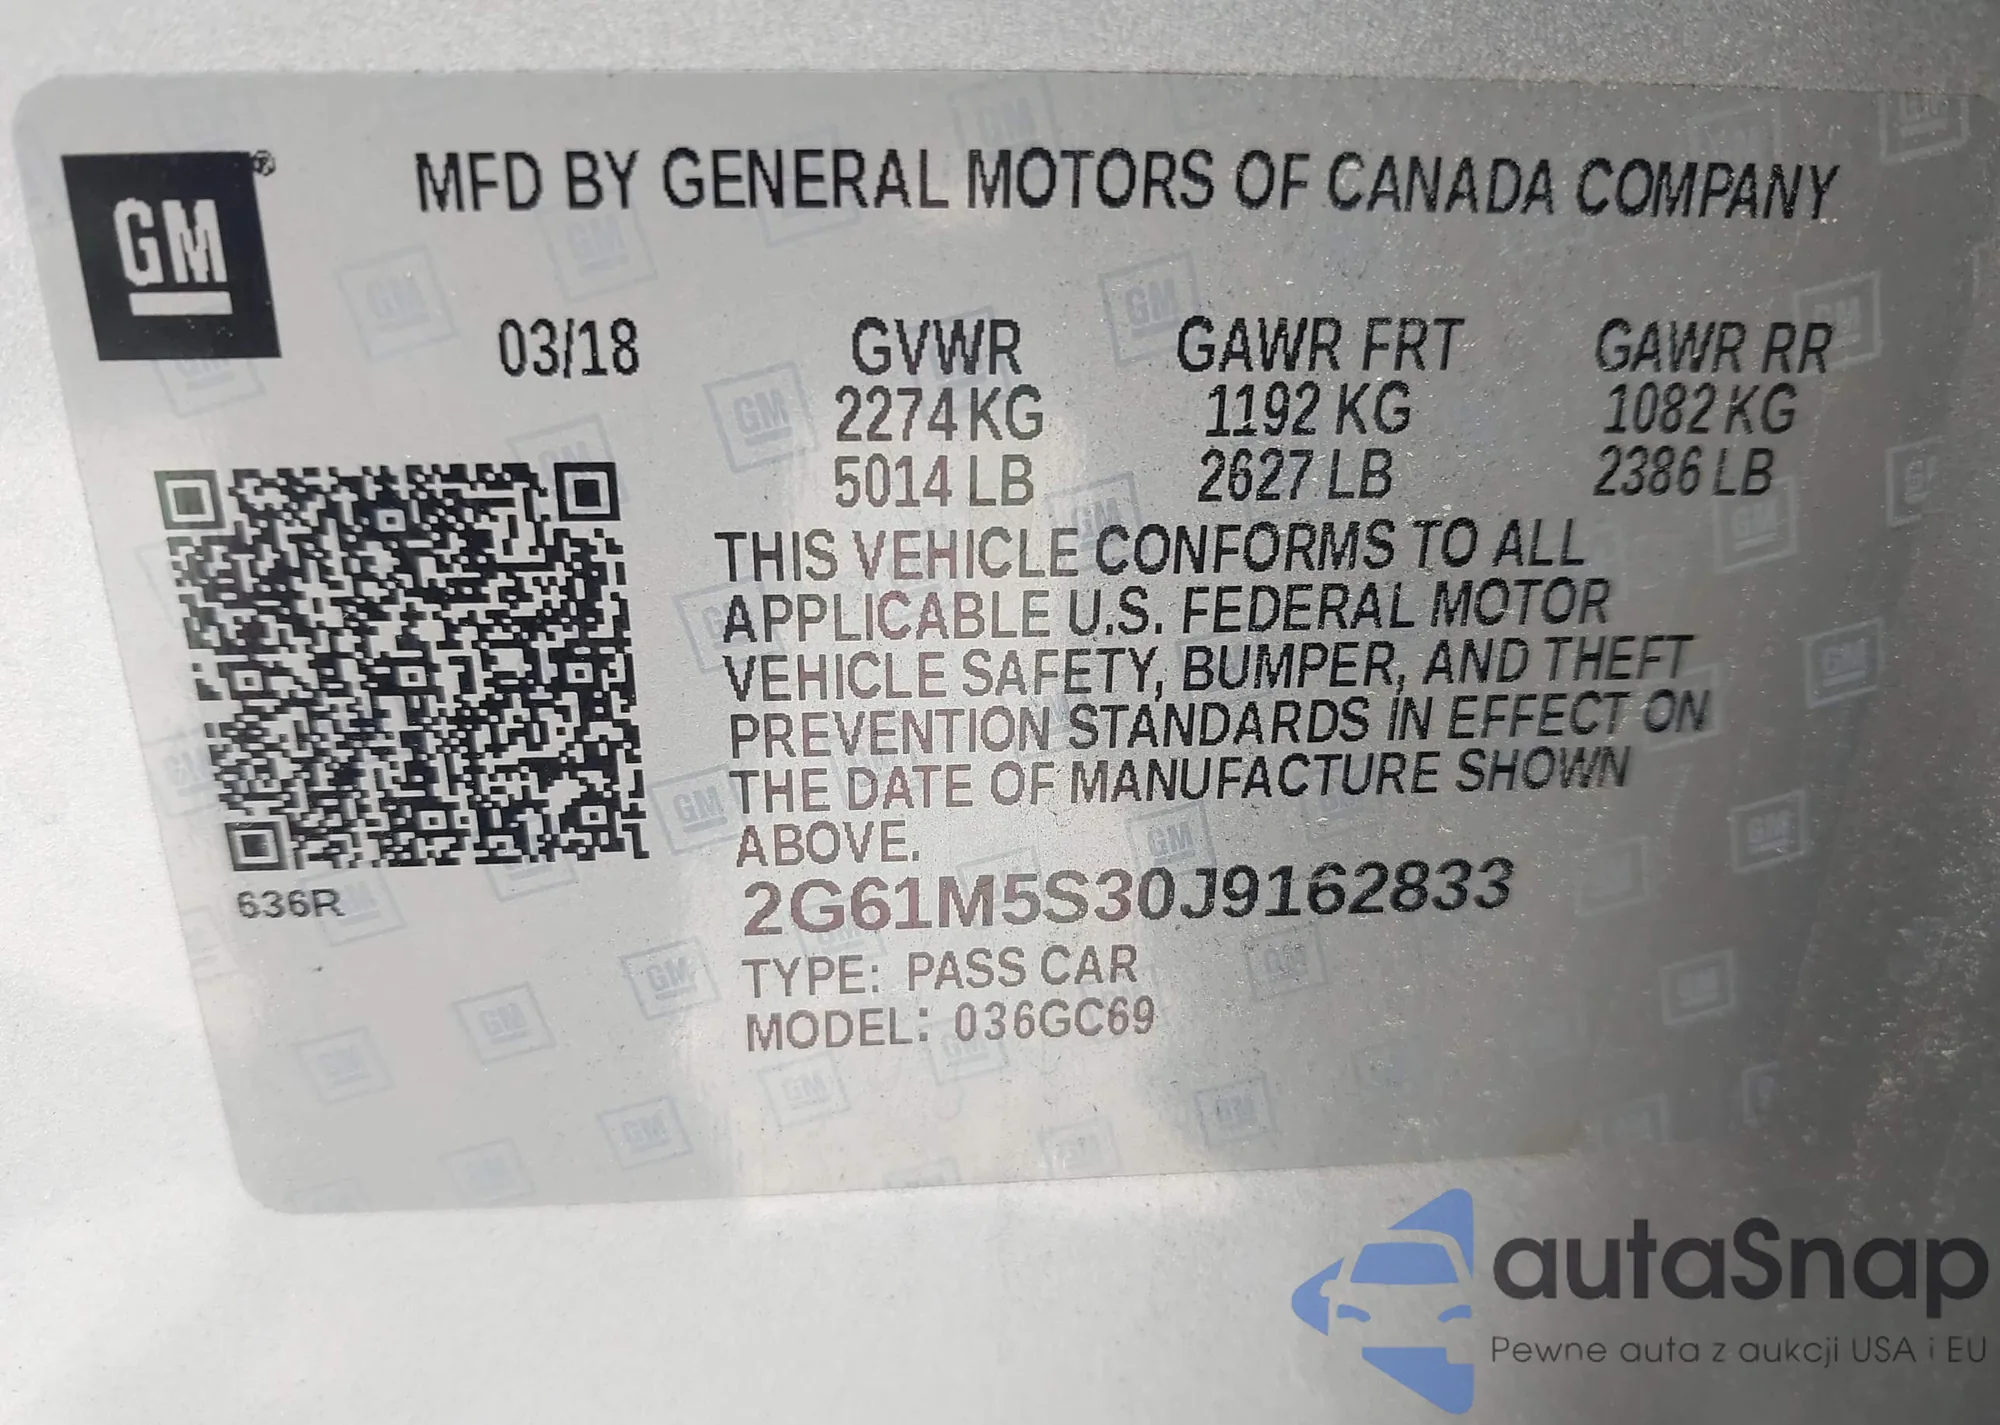 GM ®
MFD BY GENERAL MOTORS OF CANADA COMPANY
03/18 GVWR GAWR FRT GAWR RR
2274 KG 1192 KG 1082 KG
5014 LB 2627 LB 2386 LB
THIS VEHICLE CONFORMS TO ALL
APPLICABLE U.S. FEDERAL MOTOR
VEHICLE SAFETY, BUMPER, AND THEFT
PREVENTION STANDARDS IN EFFECT ON
THE DATE OF MANUFACTURE SHOWN
ABOVE.
636R
2G61M5S30J9162833
TYPE: PASS CAR
MODEL: 036GC69
autaSnap
Pewne auta z aukcji USA i EU